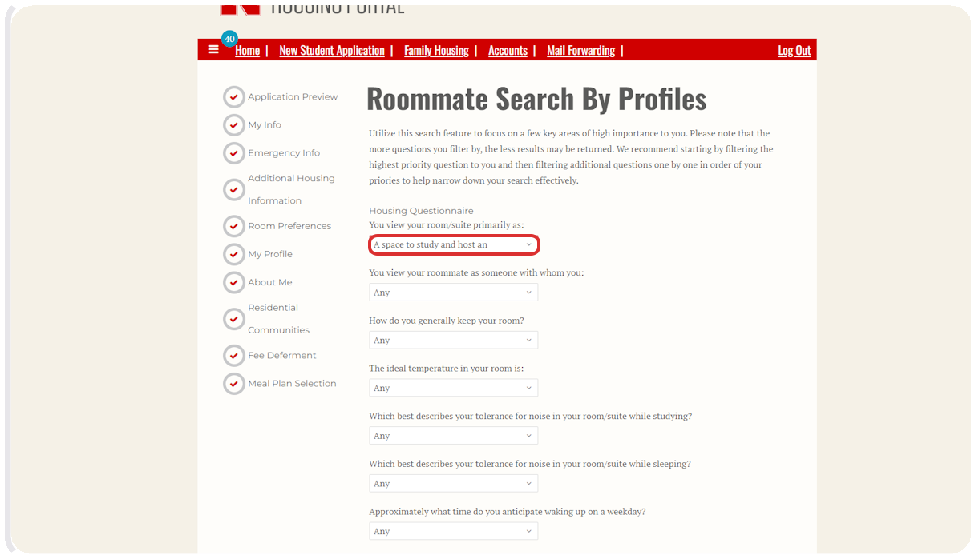 HOUSING PORTAL
40
Home | New Student Application | Family Housing | Accounts | Mail Forwarding | Log Out
Application Preview
My Info
Emergency Info
Additional Housing
Information
Room Preferences
My Profile
About Me
Residential
Communities
Fee Deferment
Meal Plan Selection
Roommate Search By Profiles
Utilize this search feature to focus on a few key areas of high importance to you. Please note that the
more questions you filter by, the less results may be returned. We recommend starting by filtering the
highest priority question to you and then filtering additional questions one by one in order of your
priories to help narrow down your search effectively.
Housing Questionnaire
You view your room/suite primarily as:
A space to study and host an
You view your roommate as someone with whom you:
Any
How do you generally keep your room?
Any
The ideal temperature in your room is:
Any
Which best describes your tolerance for noise in your room/suite while studying?
Any
Which best describes your tolerance for noise in your room/suite while sleeping?
Any
Approximately what time do you anticipate waking up on a weekday?
Any